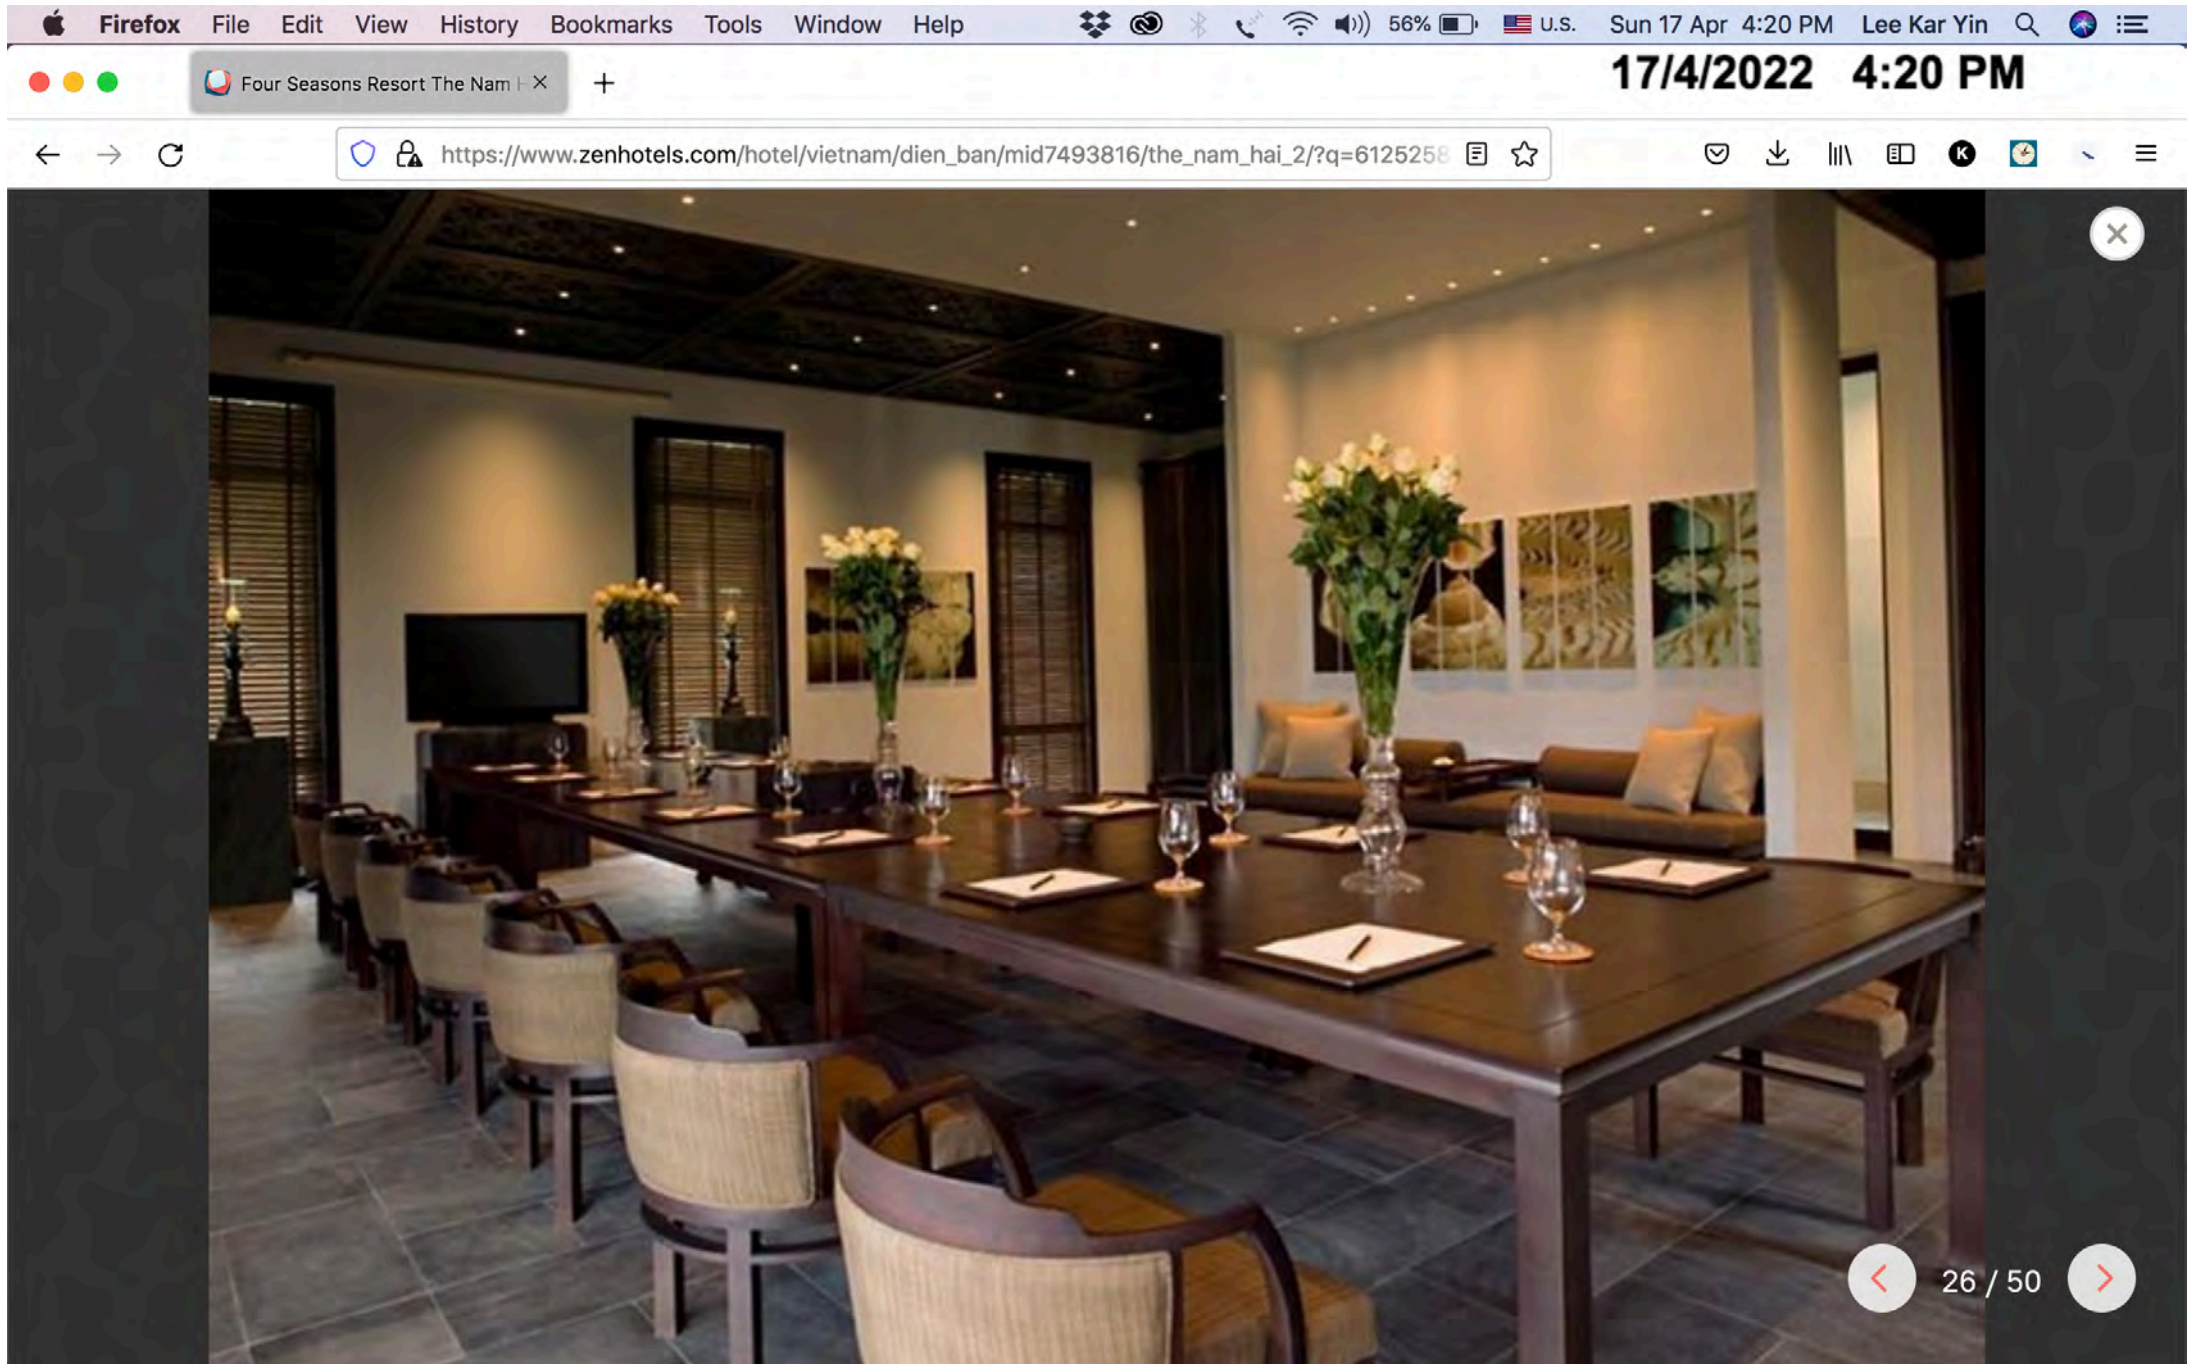 Firefox File Edit View History Bookmarks Tools Window Help 56% U.S. Sun 17 Apr 4:20 PM Lee Kar Yin
Four Seasons Resort The Nam H
17/4/2022 4:20 PM
https://www.zenhotels.com/hotel/vietnam/dien_ban/mid7493816/the_nam_hai_2/?q=6125258
K
26 / 50